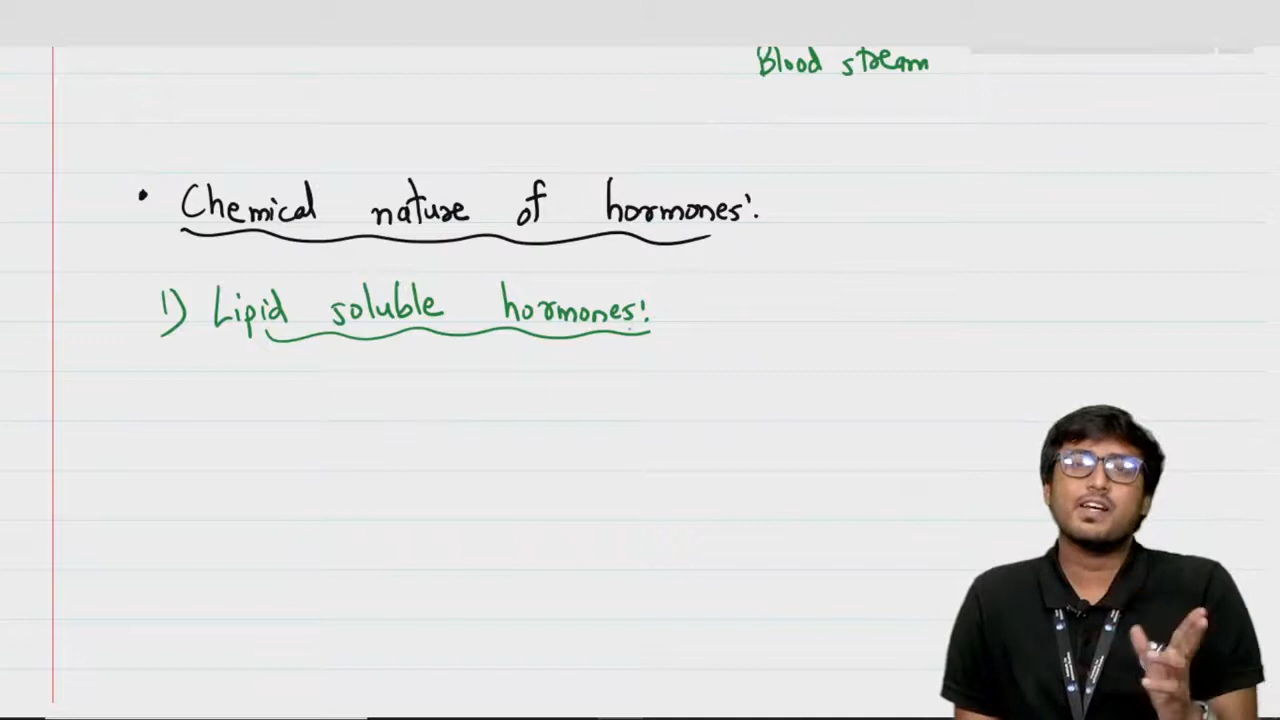 Blood stream
• Chemical nature of hormones:
1) Lipid soluble hormones: